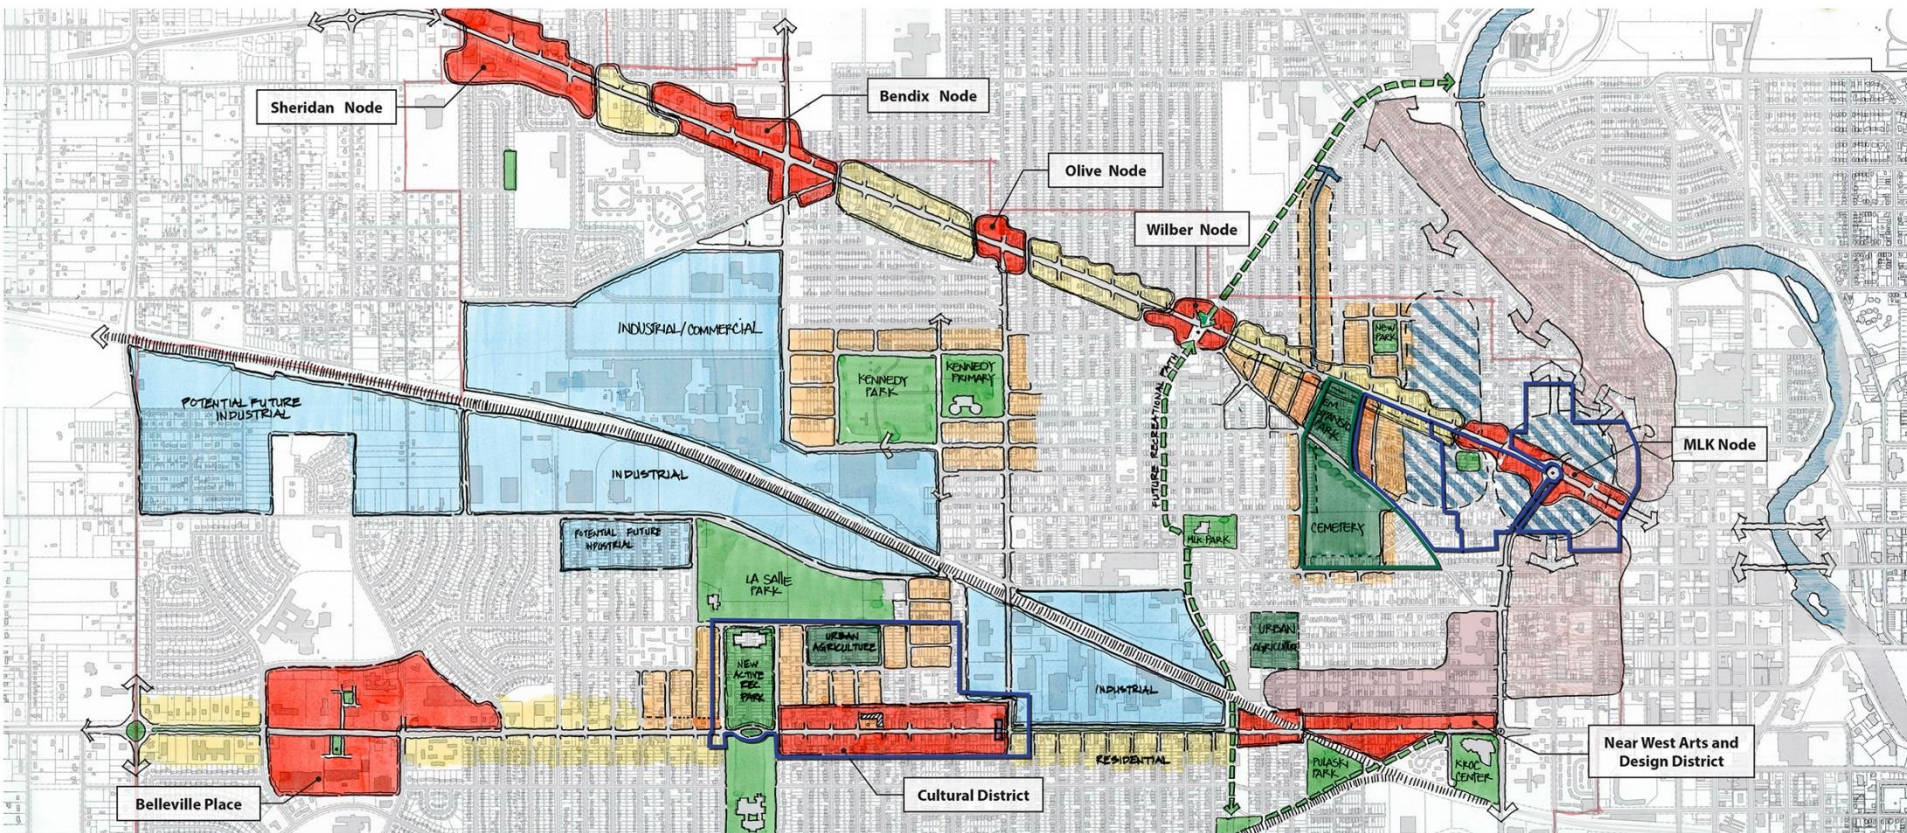 Sheridan Node
Bendix Node
Olive Node
Wilber Node
INDUSTRIAL/COMMERCIAL
NEW
PARK
KENNEDY
PARK
KENNEDY
PRIMARY
POTENTIAL FUTURE
INDUSTRIAL
FUTURE RECREATIONAL PATH
PARK
MLK Node
INDUSTRIAL
CEMETERY
POTENTIAL FUTURE
INDUSTRIAL
MLK PARK
LA SALLE
PARK
URBAN
AGRICULTURE
URBAN
AGRICULTURE
NEW
ACTIVE
REC
PARK
INDUSTRIAL
RESIDENTIAL
PULASKI
PARK
KROC
CENTER
Near West Arts and
Design District
Belleville Place
Cultural District